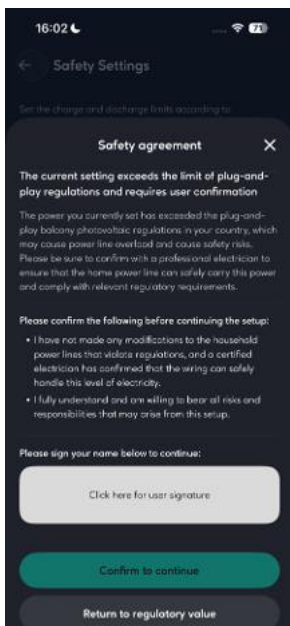 16:02
71
Safety Settings
Set the charge and discharge limits according to
Safety agreement
The current setting exceeds the limit of plug-and-
play regulations and requires user confirmation
The power you currently set has exceeded the plug-and-
play balcony photovoltaic regulations in your country, which
may cause power line overload and cause safety risks.
Please be sure to confirm with a professional electrician to
ensure that the home power line can safely carry this power
and comply with relevant regulatory requirements.
Please confirm the following before continuing the setup:
• I have not made any modifications to the household
power lines that violate regulations, and a certified
electrician has confirmed that the wiring can safely
handle this level of electricity.
• I fully understand and am willing to bear all risks and
responsibilities that may arise from this setup.
Please sign your name below to continue:
Click here for user signature
Confirm to continue
Return to regulatory value